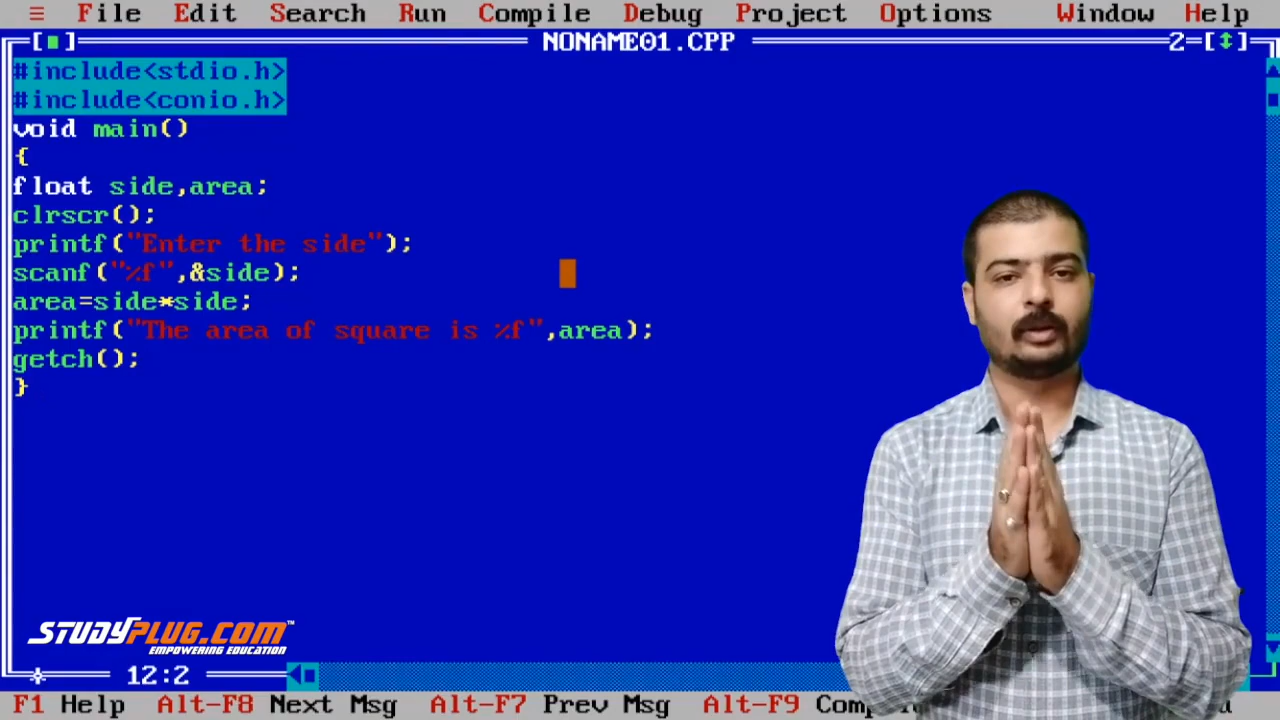 ≡ File Edit Search Run Compile Debug Project Options Window Help
[■] NONAME01.CPP 2=[↕]
#include<stdio.h>
#include<conio.h>
void main()
{
float side,area;
clrscr();
printf("Enter the side");
scanf("%f",&side);
area=side*side;
printf("The area of square is %f",area);
getch();
}
STUDYPLUG.COM™
EMPOWERING EDUCATION
12:2
F1 Help Alt-F8 Next Msg Alt-F7 Prev Msg Alt-F9